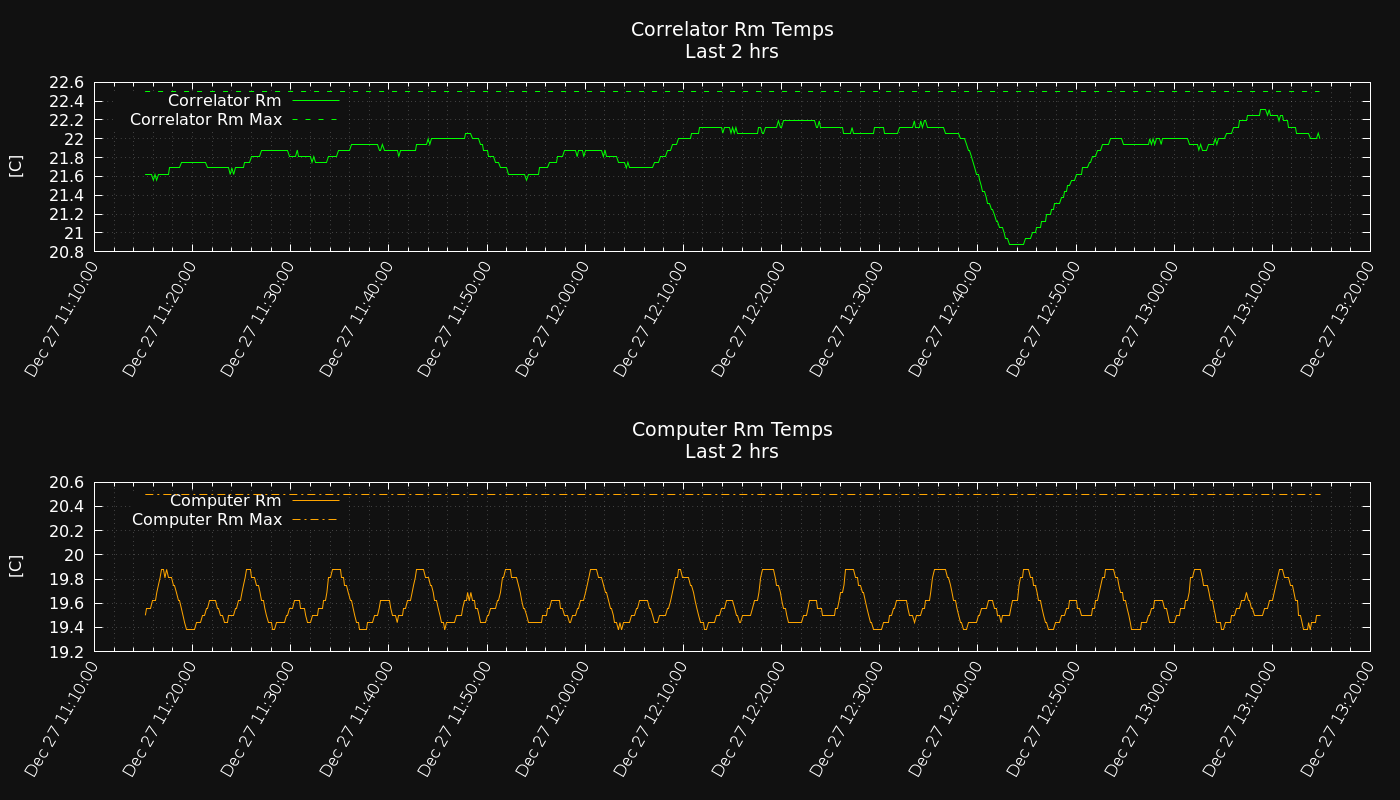 Correlator Rm Temps
Last 2 hrs
22.6
22.4
22.2
22
21.8
21.6
21.4
21.2
21
20.8
[C]
Correlator Rm
Correlator Rm Max
Dec 27 11:10:00
Dec 27 11:20:00
Dec 27 11:30:00
Dec 27 11:40:00
Dec 27 11:50:00
Dec 27 12:00:00
Dec 27 12:10:00
Dec 27 12:20:00
Dec 27 12:30:00
Dec 27 12:40:00
Dec 27 12:50:00
Dec 27 13:00:00
Dec 27 13:10:00
Dec 27 13:20:00
Computer Rm Temps
Last 2 hrs
20.6
20.4
20.2
20
19.8
19.6
19.4
19.2
[C]
Computer Rm
Computer Rm Max
Dec 27 11:10:00
Dec 27 11:20:00
Dec 27 11:30:00
Dec 27 11:40:00
Dec 27 11:50:00
Dec 27 12:00:00
Dec 27 12:10:00
Dec 27 12:20:00
Dec 27 12:30:00
Dec 27 12:40:00
Dec 27 12:50:00
Dec 27 13:00:00
Dec 27 13:10:00
Dec 27 13:20:00